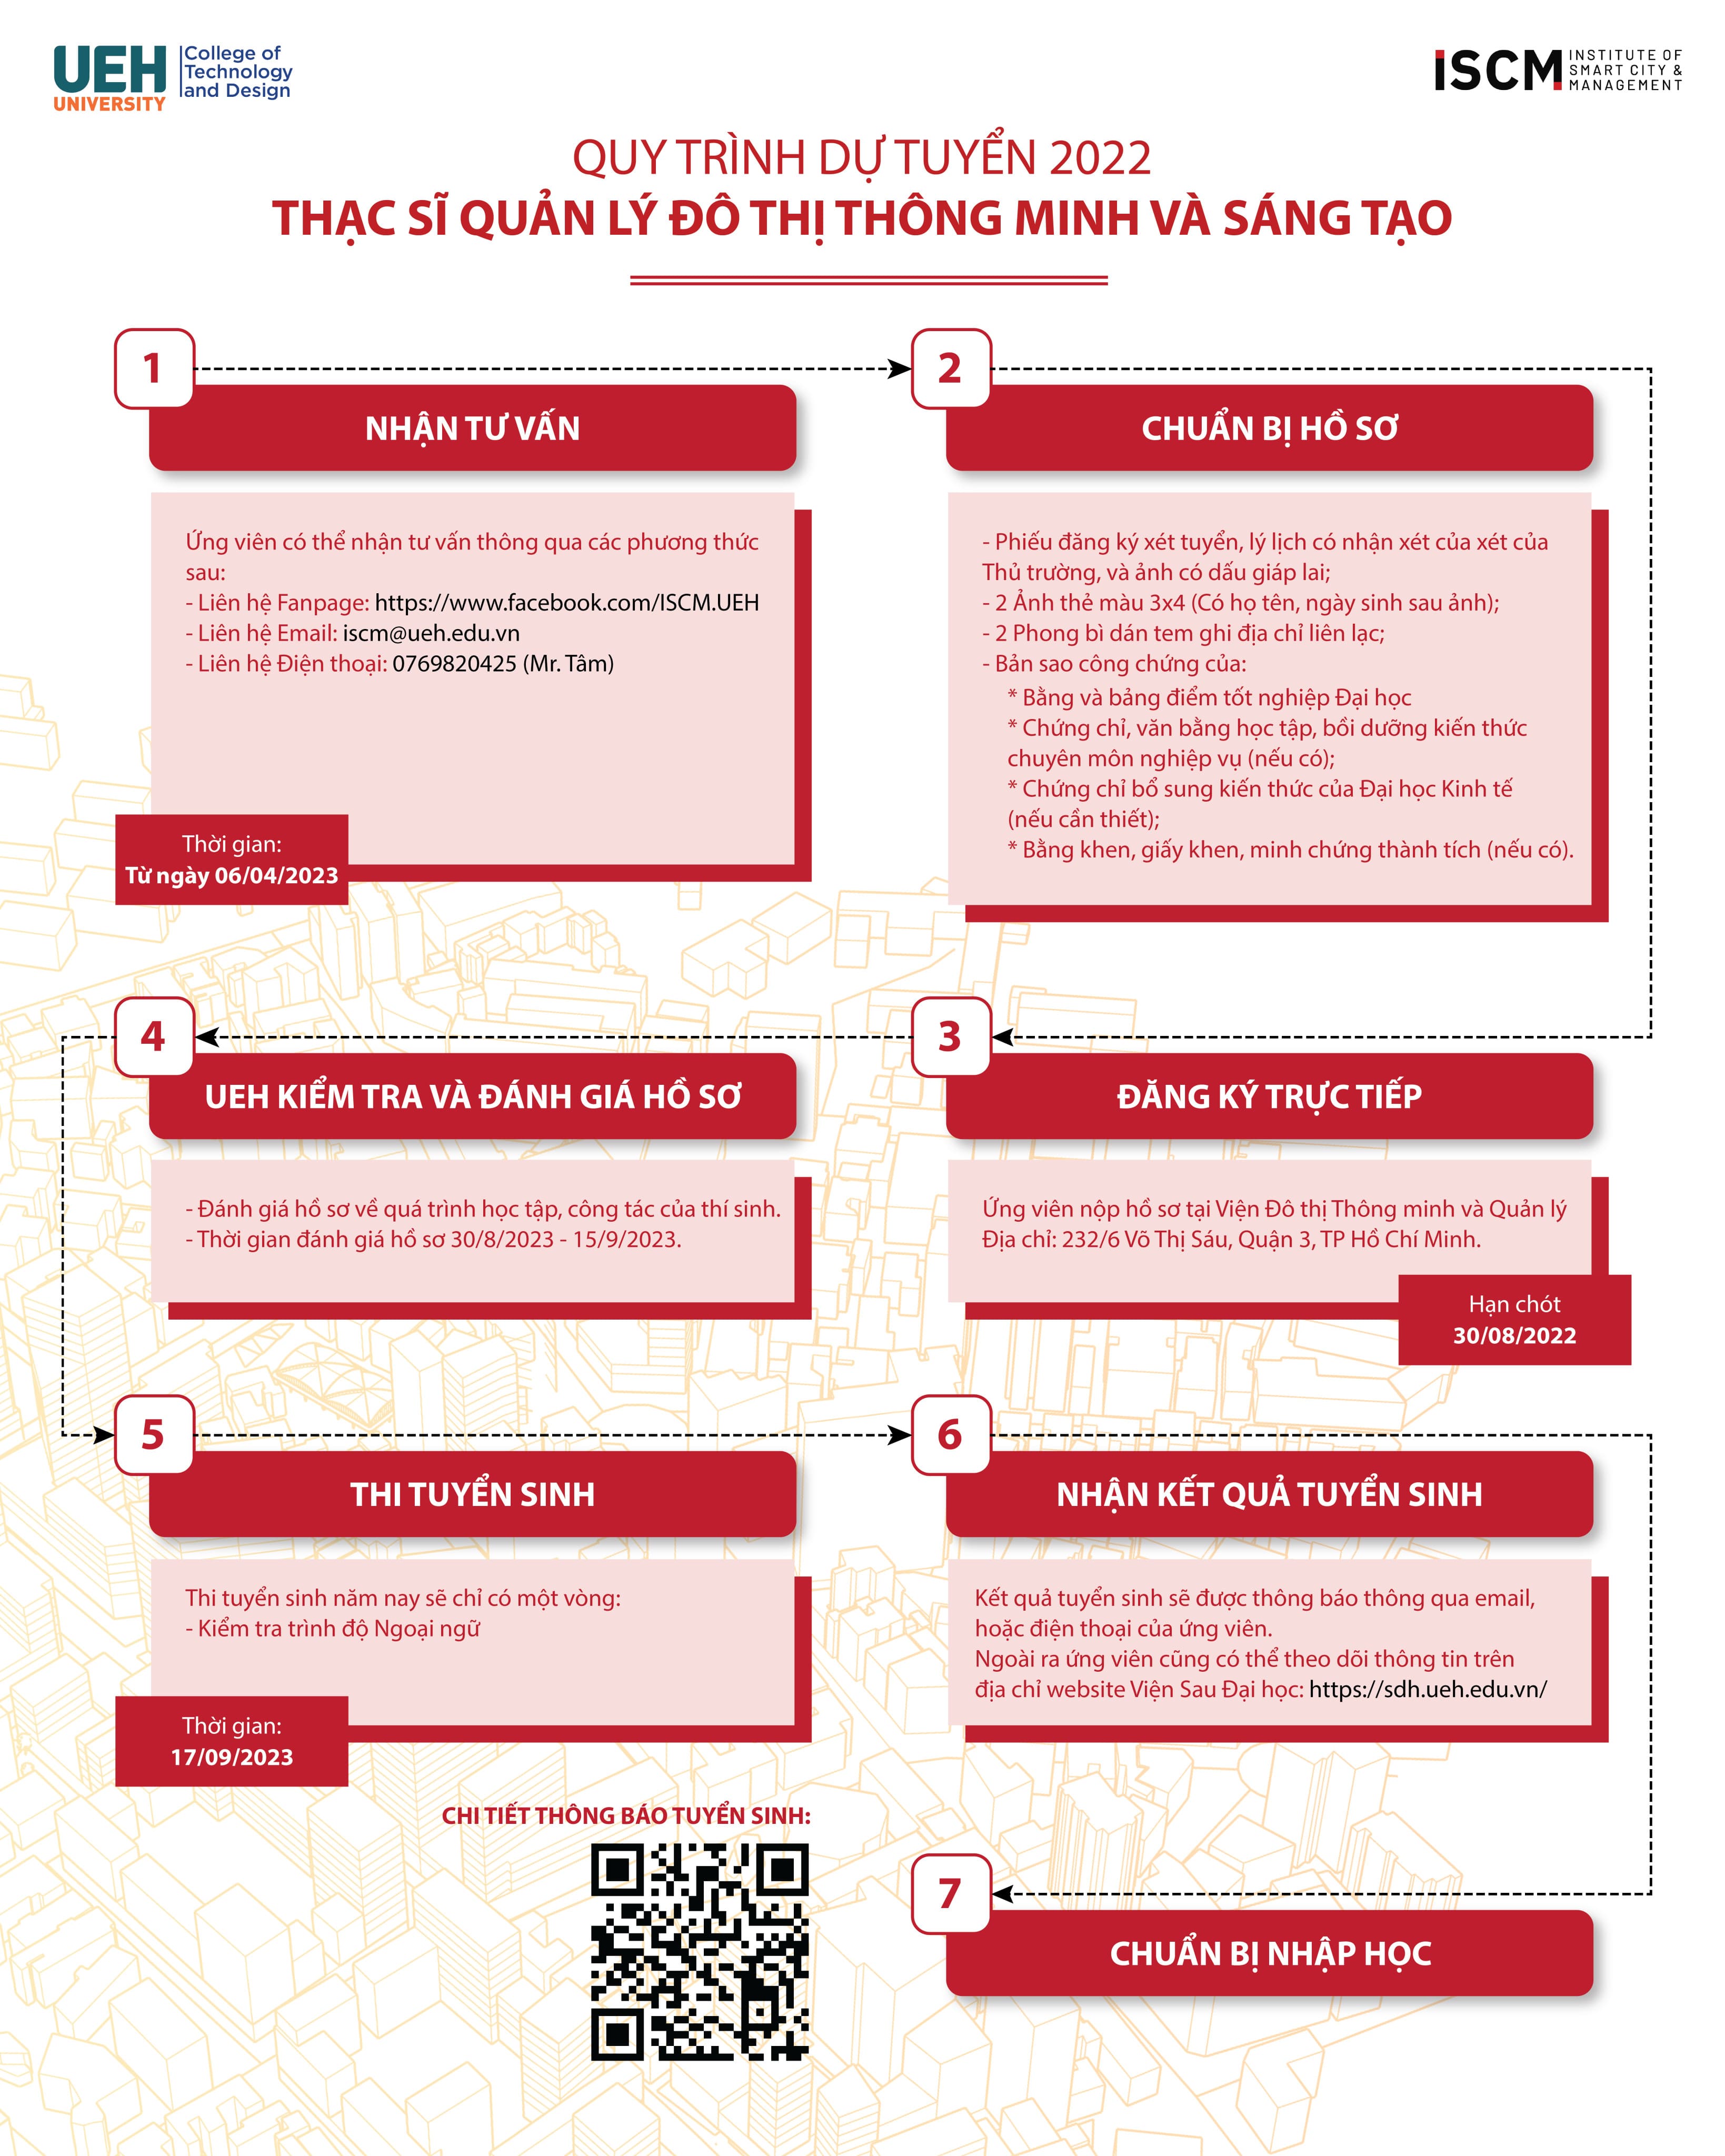 UEH
UNIVERSITY
College of
Technology
and Design
ISCM
INSTITUTE OF
SMART CITY &
MANAGEMENT
QUY TRÌNH DỰ TUYỂN 2022
THẠC SĨ QUẢN LÝ ĐÔ THỊ THÔNG MINH VÀ SÁNG TẠO
1
NHẬN TƯ VẤN
Ứng viên có thể nhận tư vấn thông qua các phương thức
sau:
- Liên hệ Fanpage: https://www.facebook.com/ISCM.UEH
- Liên hệ Email: iscm@ueh.edu.vn
- Liên hệ Điện thoại: 0769820425 (Mr. Tâm)
Thời gian:
Từ ngày 06/04/2023
2
CHUẨN BỊ HỒ SƠ
- Phiếu đăng ký xét tuyển, lý lịch có nhận xét của xét của
Thủ trường, và ảnh có dấu giáp lai;
- 2 Ảnh thẻ màu 3x4 (Có họ tên, ngày sinh sau ảnh);
- 2 Phong bì dán tem ghi địa chỉ liên lạc;
- Bản sao công chứng của:
* Bằng và bảng điểm tốt nghiệp Đại học
* Chứng chỉ, văn bằng học tập, bồi dưỡng kiến thức
chuyên môn nghiệp vụ (nếu có);
* Chứng chỉ bổ sung kiến thức của Đại học Kinh tế
(nếu cần thiết);
* Bằng khen, giấy khen, minh chứng thành tích (nếu có).
3
ĐĂNG KÝ TRỰC TIẾP
Ứng viên nộp hồ sơ tại Viện Đô thị Thông minh và Quản lý
Địa chỉ: 232/6 Võ Thị Sáu, Quận 3, TP Hồ Chí Minh.
Hạn chót
30/08/2022
4
UEH KIỂM TRA VÀ ĐÁNH GIÁ HỒ SƠ
- Đánh giá hồ sơ về quá trình học tập, công tác của thí sinh.
- Thời gian đánh giá hồ sơ 30/8/2023 - 15/9/2023.
5
THI TUYỂN SINH
Thi tuyển sinh năm nay sẽ chỉ có một vòng:
- Kiểm tra trình độ Ngoại ngữ
Thời gian:
17/09/2023
6
NHẬN KẾT QUẢ TUYỂN SINH
Kết quả tuyển sinh sẽ được thông báo thông qua email,
hoặc điện thoại của ứng viên.
Ngoài ra ứng viên cũng có thể theo dõi thông tin trên
địa chỉ website Viện Sau Đại học: https://sdh.ueh.edu.vn/
CHI TIẾT THÔNG BÁO TUYỂN SINH:
7
CHUẨN BỊ NHẬP HỌC